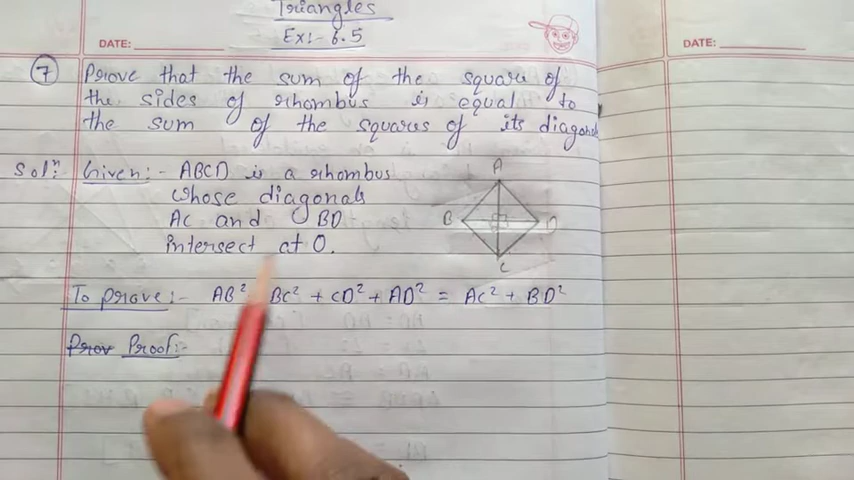 Triangles
Ex:- 6.5
DATE:
DATE:
7 Prove that the sum of the square of
the sides of rhombus is equal to
the sum of the squares of its diagonals
Solⁿ: Given:- ABCD is a rhombus
whose diagonals
AC and BD
intersect at O.
A
B
D
C
To prove:- AB² BC² + CD² + AD² = AC² + BD²
Prov Proof:-